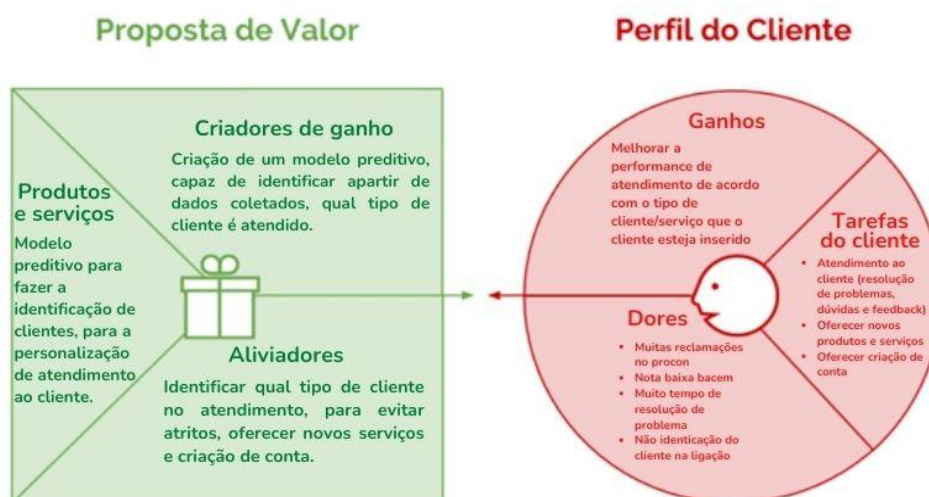 Proposta de Valor
Perfil do Cliente
Criadores de ganho
Criação de um modelo preditivo,
capaz de identificar apartir de
dados coletados, qual tipo de
cliente é atendido.
Produtos
e serviços
Modelo
preditivo para
fazer a
identificação de
clientes, para a
personalização
de atendimento
ao cliente.
Aliviadores
Identificar qual tipo de cliente
no atendimento, para evitar
atritos, oferecer novos serviços
e criação de conta.
Ganhos
Melhorar a
performance de
atendimento de acordo
com o tipo de
cliente/serviço que o
cliente esteja inserido
Tarefas
do cliente
• Atendimento ao
cliente (resolução
de problemas,
dúvidas e feedback)
• Oferecer novos
produtos e serviços
• Oferecer criação de
conta
Dores
• Muitas reclamações
no procon
• Nota baixa bacem
• Muito tempo de
resolução de
problema
• Não identicação do
cliente na ligação